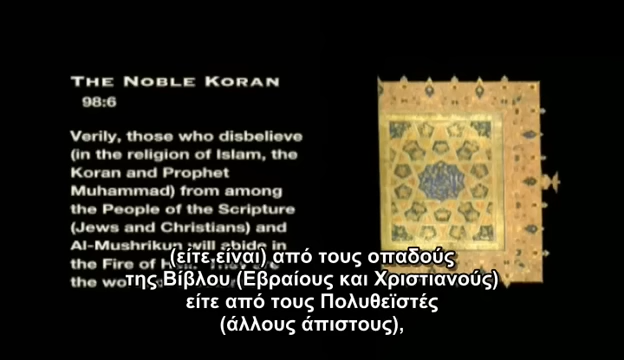 THE NOBLE KORAN
98:6
Verily, those who disbelieve
(in the religion of Islam, the
Koran and Prophet
Muhammad) from among
the People of the Scripture
(Jews and Christians) and
Al-Mushrikun will abide in
the Fire of
(είτε είναι) από τους οπαδούς
της Βίβλου (Εβραίους και Χριστιανούς)
είτε από τους Πολυθεϊστές
(άλλους άπιστους),